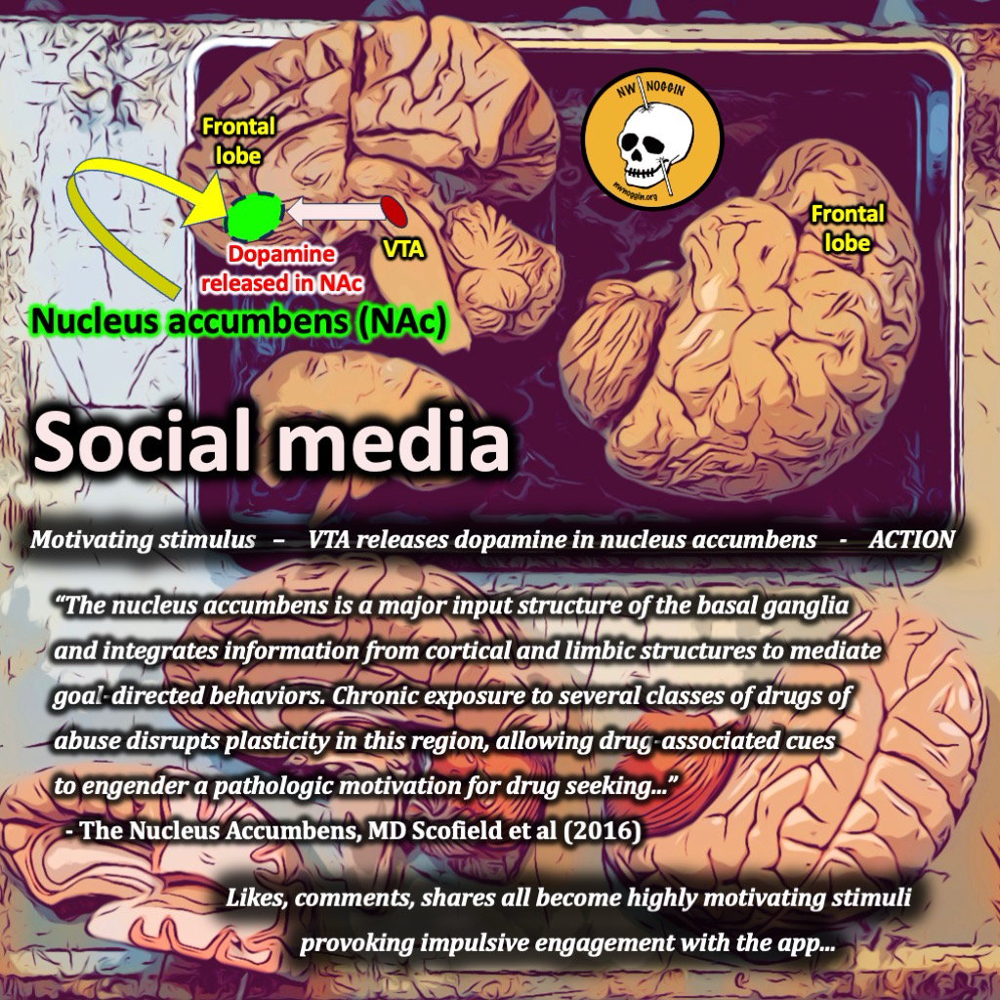 NW NOGGIN
nwnoggin.org
Frontal
lobe
VTA
Dopamine
released in NAc
Nucleus accumbens (NAc)
Frontal
lobe
Social media
Motivating stimulus – VTA releases dopamine in nucleus accumbens - ACTION
“The nucleus accumbens is a major input structure of the basal ganglia
and integrates information from cortical and limbic structures to mediate
goal-directed behaviors. Chronic exposure to several classes of drugs of
abuse disrupts plasticity in this region, allowing drug-associated cues
to engender a pathologic motivation for drug seeking...”
- The Nucleus Accumbens, MD Scofield et al (2016)
Likes, comments, shares all become highly motivating stimuli
provoking impulsive engagement with the app...